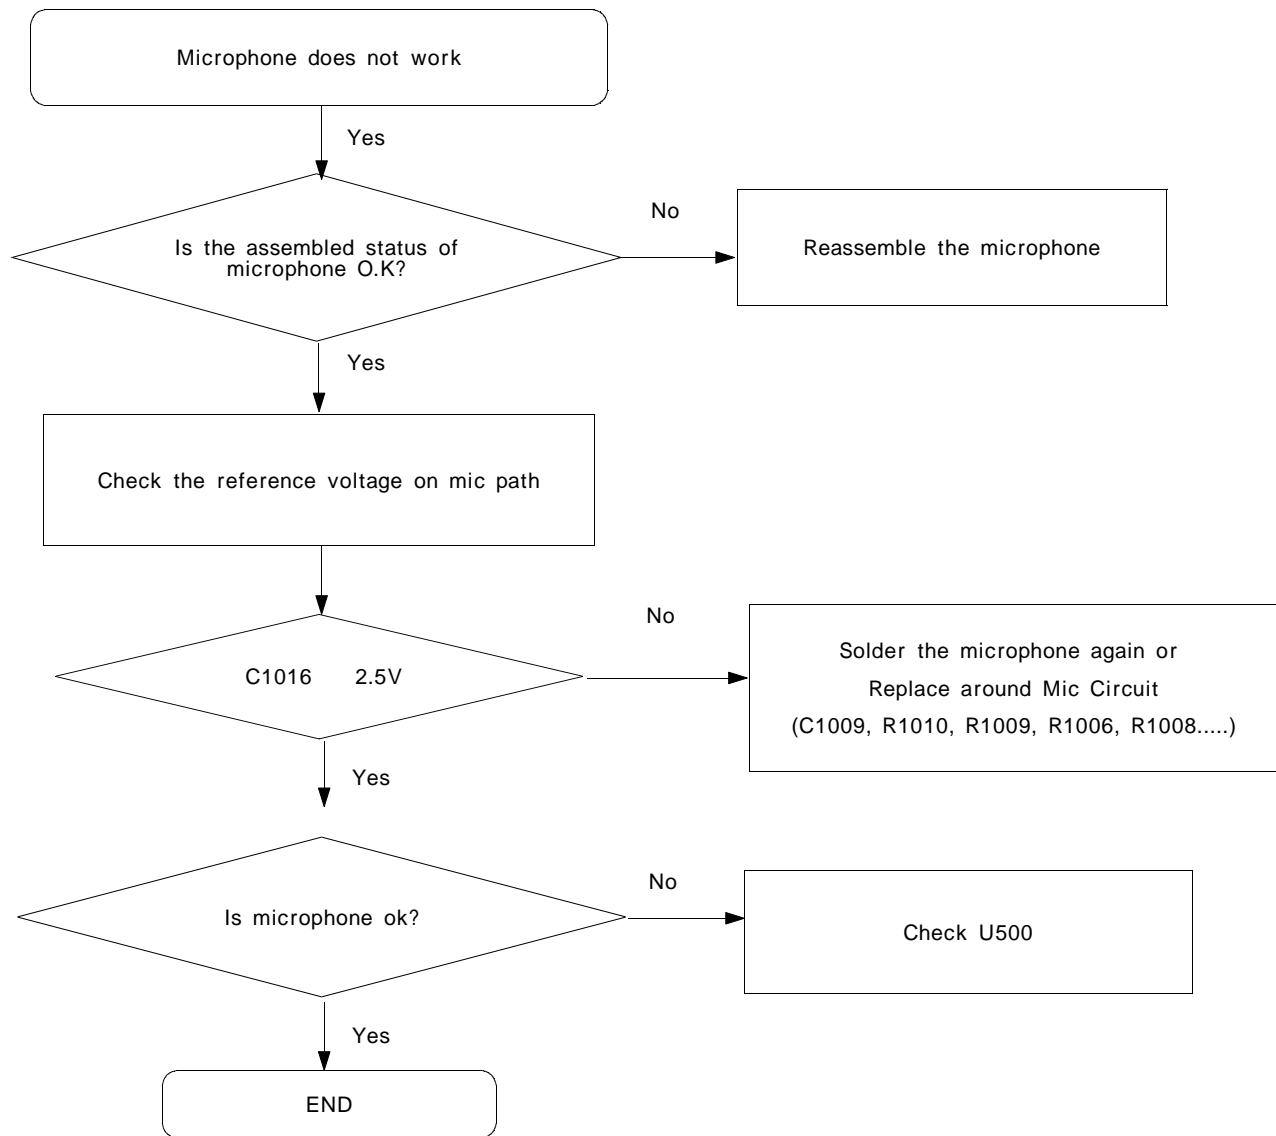 Microphone does not work
Yes
Is the assembled status of
microphone O.K?
No
Reassemble the microphone
Yes
Check the reference voltage on mic path
C1016 2.5V
No
Solder the microphone again or
Replace around Mic Circuit
(C1009, R1010, R1009, R1006, R1008.....)
Yes
Is microphone ok?
No
Check U500
Yes
END